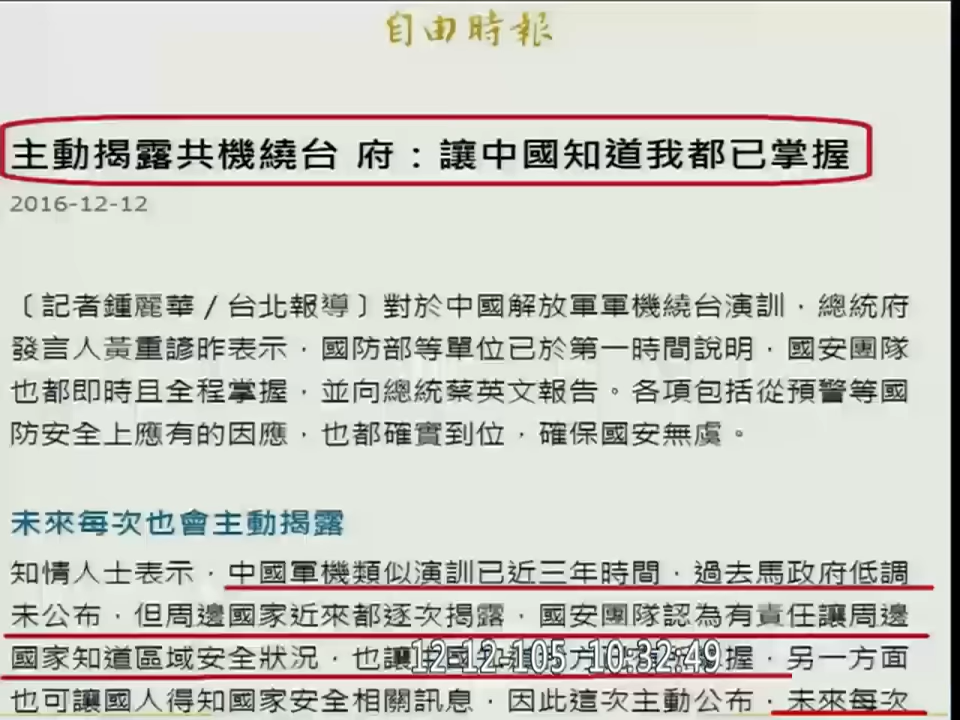 自由時報
主動揭露共機繞台 府：讓中國知道我都已掌握
2016-12-12
〔記者鍾麗華／台北報導〕對於中國解放軍軍機繞台演訓，總統府
發言人黃重諺昨表示，國防部等單位已於第一時間說明，國安團隊
也都即時且全程掌握，並向總統蔡英文報告。各項包括從預警等國
防安全上應有的因應，也都確實到位，確保國安無虞。
未來每次也會主動揭露
知情人士表示，中國軍機類似演訓已近三年時間，過去馬政府低調
未公布，但周邊國家近來都逐次揭露，國安團隊認為有責任讓周邊
國家知道區域安全狀況，也讓 握，另一方面
12-12-105 10:32:49
也可讓國人得知國家安全相關訊息，因此這次主動公布，未來每次